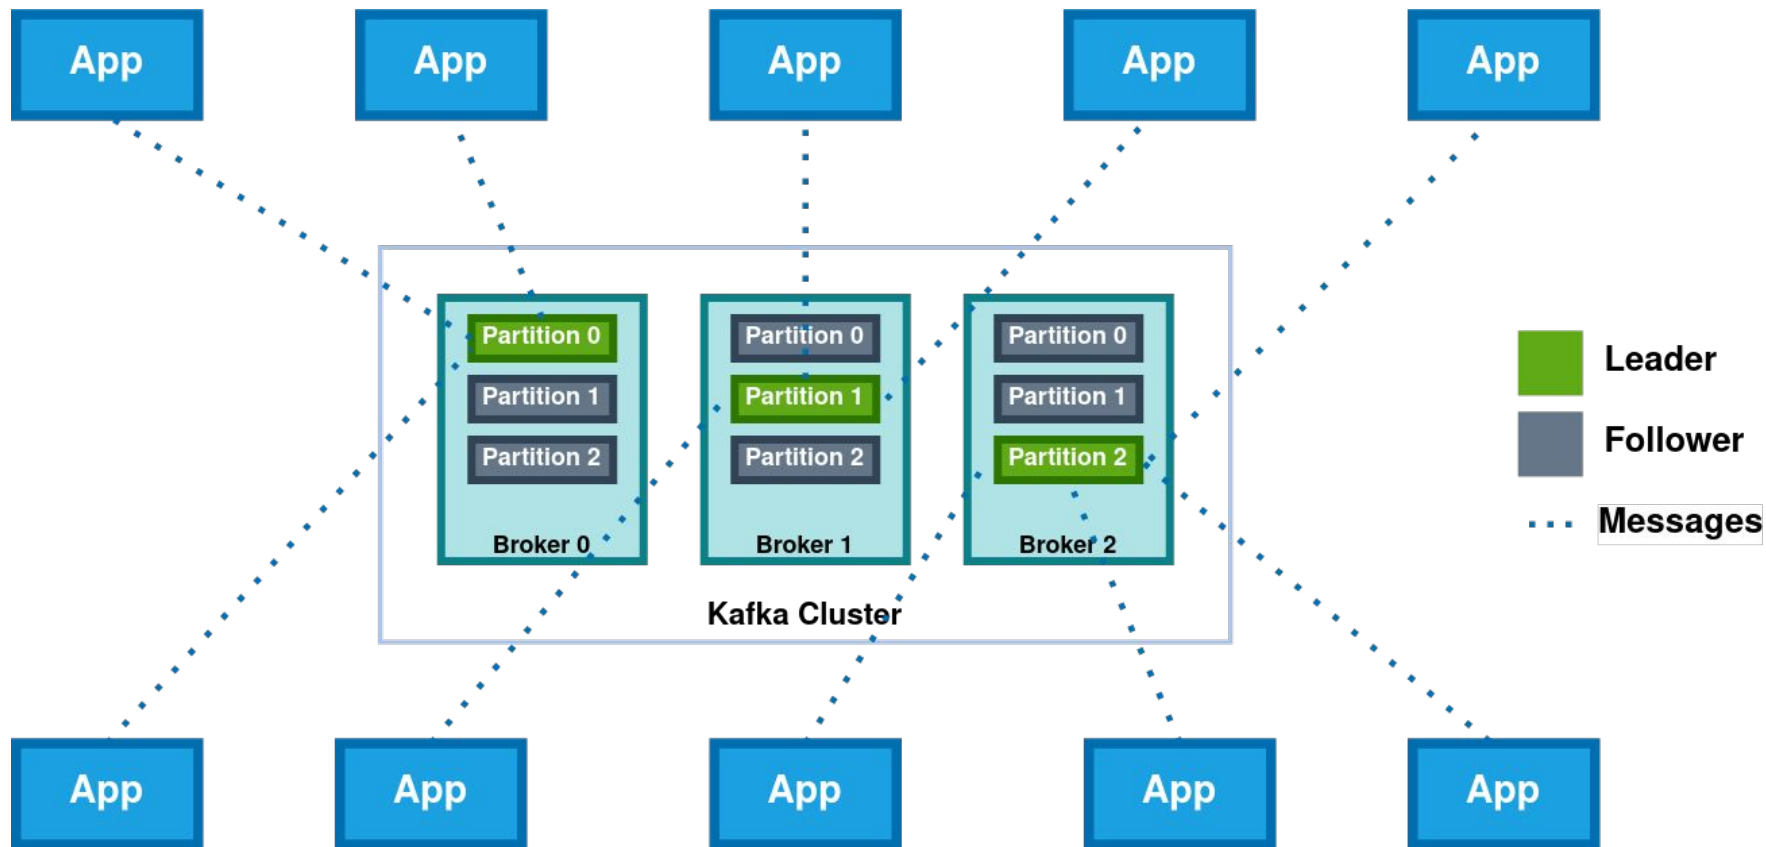 App
App
App
App
App
Partition 0
Partition 1
Partition 2
Broker 0
Partition 0
Partition 1
Partition 2
Broker 1
Partition 0
Partition 1
Partition 2
Broker 2
Kafka Cluster
Leader
Follower
Messages
App
App
App
App
App